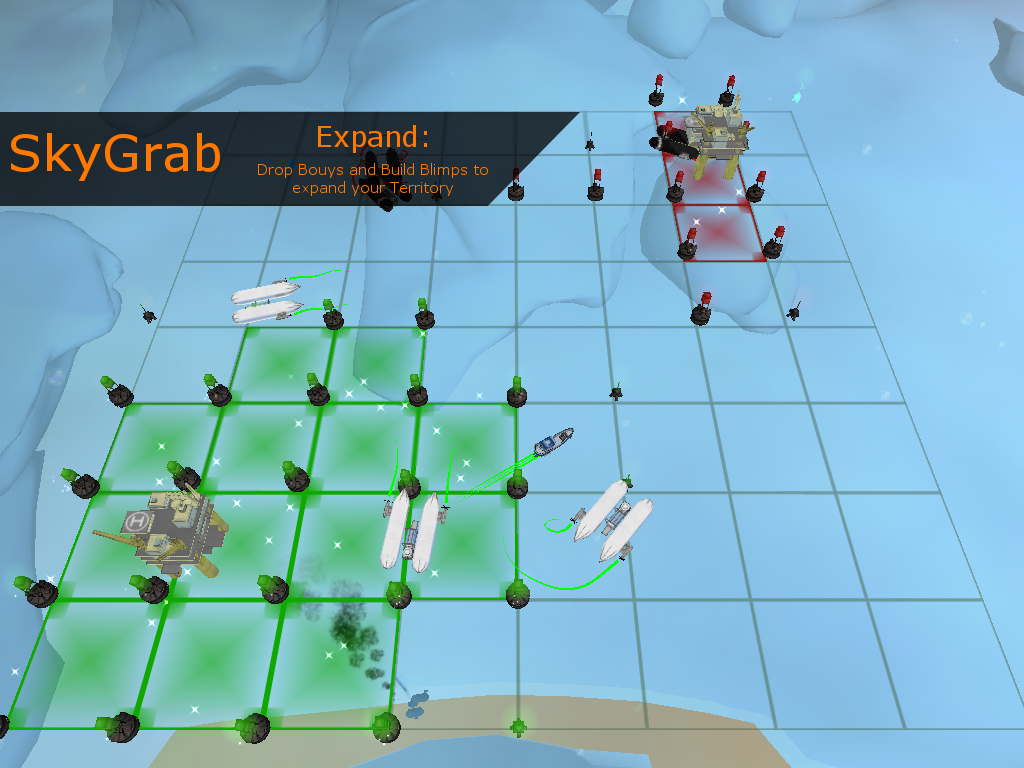 SkyGrab
Expand:
Drop Bouys and Build Blimps to
expand your Territory
H